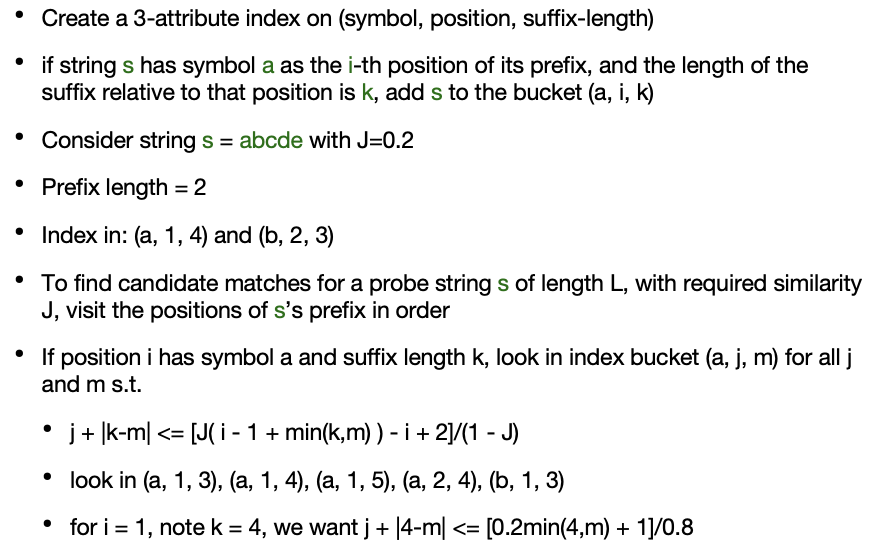 • Create a 3-attribute index on (symbol, position, suffix-length)
• if string s has symbol a as the i-th position of its prefix, and the length of the
suffix relative to that position is k, add s to the bucket (a, i, k)
• Consider string s = abcde with J=0.2
• Prefix length = 2
• Index in: (a, 1, 4) and (b, 2, 3)
• To find candidate matches for a probe string s of length L, with required similarity
J, visit the positions of s's prefix in order
• If position i has symbol a and suffix length k, look in index bucket (a, j, m) for all j
and m s.t.
• j + |k-m| <= [J( i - 1 + min(k,m) ) - i + 2]/(1 - J)
• look in (a, 1, 3), (a, 1, 4), (a, 1, 5), (a, 2, 4), (b, 1, 3)
• for i = 1, note k = 4, we want j + |4-m| <= [0.2min(4,m) + 1]/0.8